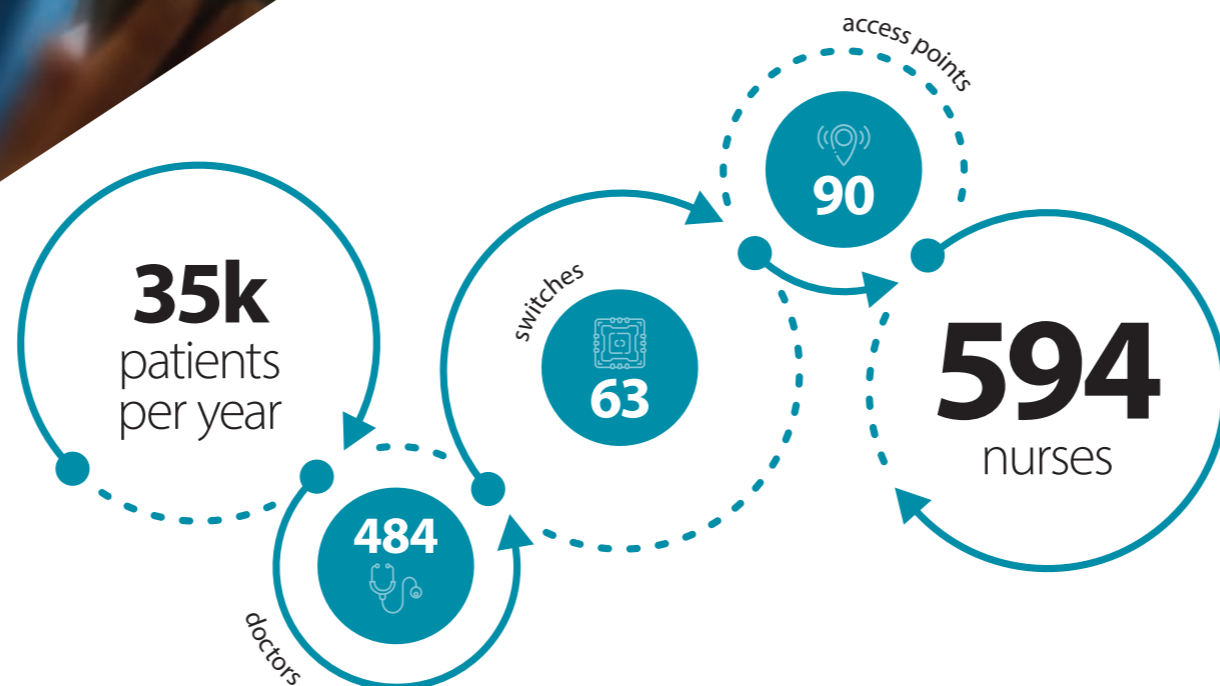 35k
patients
per year
484
doctors
switches
63
access points
90
594
nurses